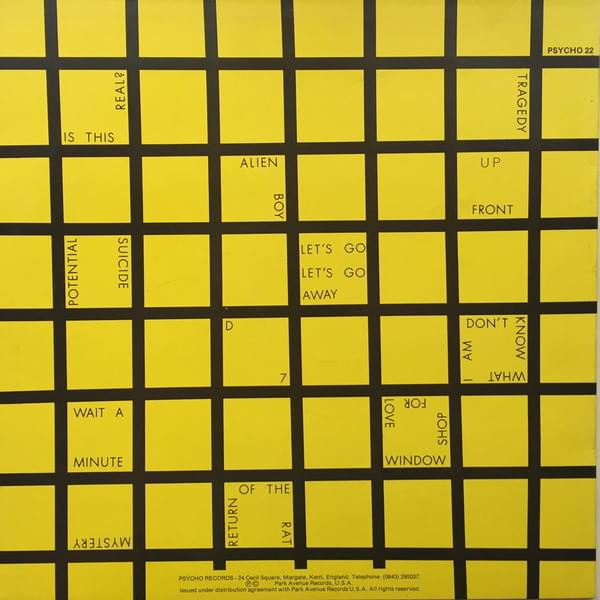 PSYCHO 22
IS THIS
REAL?
TRAGEDY
ALIEN
BOY
UP
FRONT
POTENTIAL
SUICIDE
LET'S GO
LET'S GO
AWAY
D
7
I AM
DON'T
KNOW
WHAT
WAIT A
MINUTE
WINDOW
SHOP
FOR
LOVE
MYSTERY
RETURN
OF THE
RAT
PSYCHO RECORDS - 24 Cecil Square, Margate, Kent, England. Telephone: (0843) 295027.
Ⓟ© Park Avenue Records, U.S.A.
Issued under distribution agreement with Park Avenue Records U.S.A. All rights reserved.